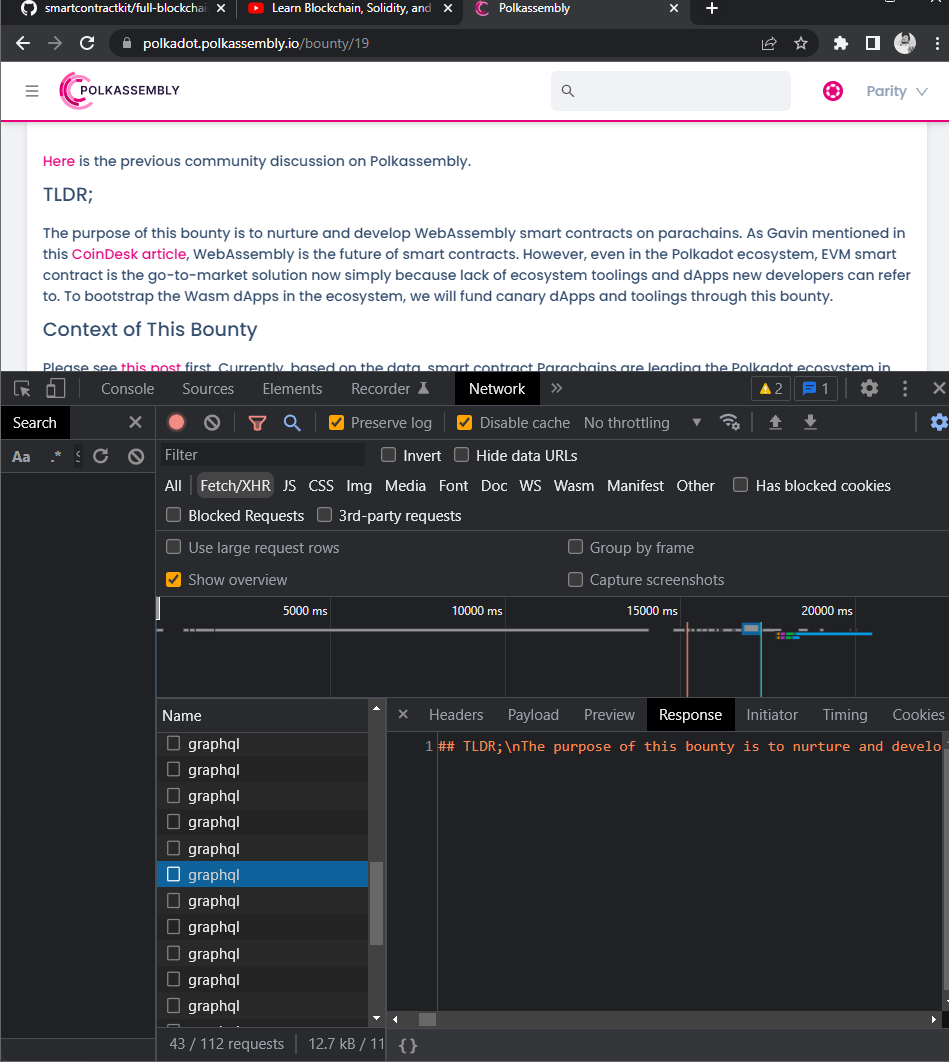 smartcontractkit/full-blockchai
Learn Blockchain, Solidity, and
Polkassembly
polkadot.polkassembly.io/bounty/19
POLKASSEMBLY
Parity
Here is the previous community discussion on Polkassembly.
TLDR;
The purpose of this bounty is to nurture and develop WebAssembly smart contracts on parachains. As Gavin mentioned in
this CoinDesk article, WebAssembly is the future of smart contracts. However, even in the Polkadot ecosystem, EVM smart
contract is the go-to-market solution now simply because lack of ecosystem toolings and dApps new developers can refer
to. To bootstrap the Wasm dApps in the ecosystem, we will fund canary dApps and toolings through this bounty.
Context of This Bounty
Please see this post first. Currently, based on the data, smart contract Parachains are leading the Polkadot ecosystem in
Console Sources Elements Recorder Network 2 1
Search
Preserve log Disable cache No throttling
Aa .*
Filter Invert Hide data URLs
All Fetch/XHR JS CSS Img Media Font Doc WS Wasm Manifest Other Has blocked cookies
Blocked Requests 3rd-party requests
Use large request rows Group by frame
Show overview Capture screenshots
5000 ms 10000 ms 15000 ms 20000 ms
Name
Headers Payload Preview Response Initiator Timing Cookies
1 ## TLDR;\nThe purpose of this bounty is to nurture and develo
graphql
graphql
graphql
graphql
graphql
graphql
graphql
graphql
graphql
graphql
graphql
43 / 112 requests 12.7 kB / 11
{}